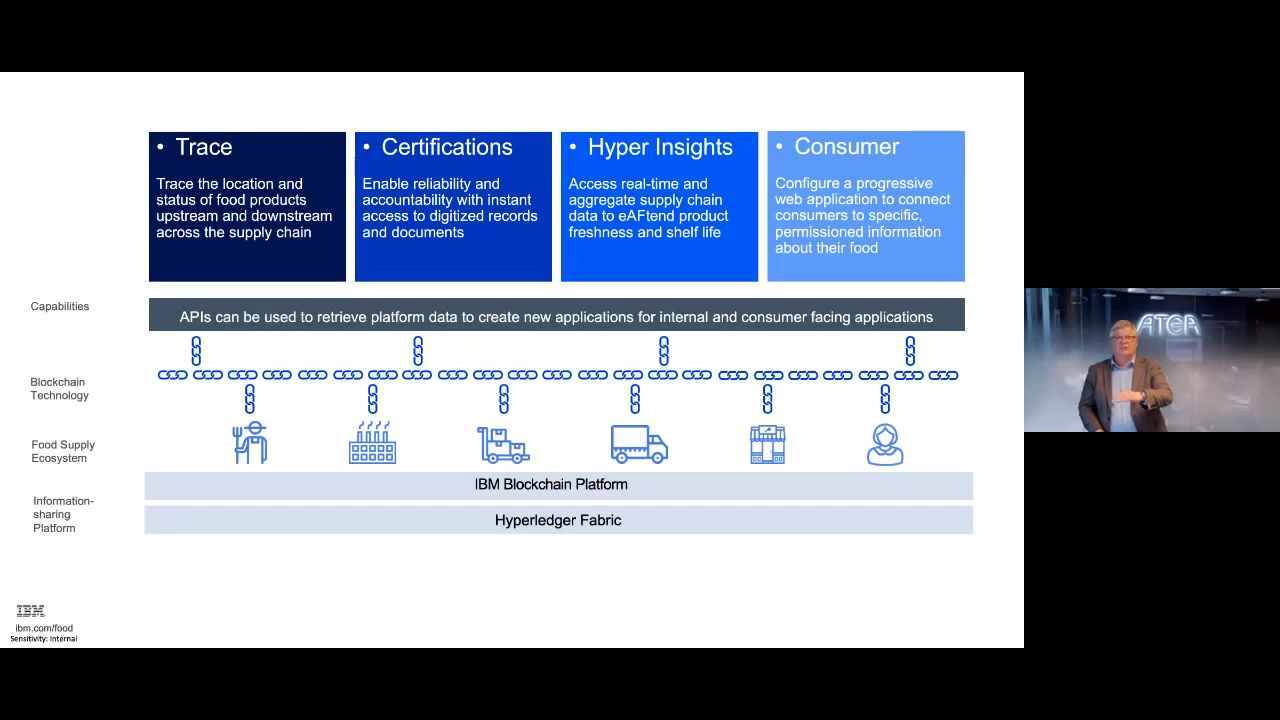 • Trace
Trace the location and
status of food products
upstream and downstream
across the supply chain
• Certifications
Enable reliability and
accountability with instant
access to digitized records
and documents
• Hyper Insights
Access real-time and
aggregate supply chain
data to eAFtend product
freshness and shelf life
• Consumer
Configure a progressive
web application to connect
consumers to specific,
permissioned information
about their food
Capabilities
APIs can be used to retrieve platform data to create new applications for internal and consumer facing applications
Blockchain
Technology
Food Supply
Ecosystem
Information-
sharing
Platform
IBM Blockchain Platform
Hyperledger Fabric
IBM
ibm.com/food
Sensitivity: Internal
ATEA